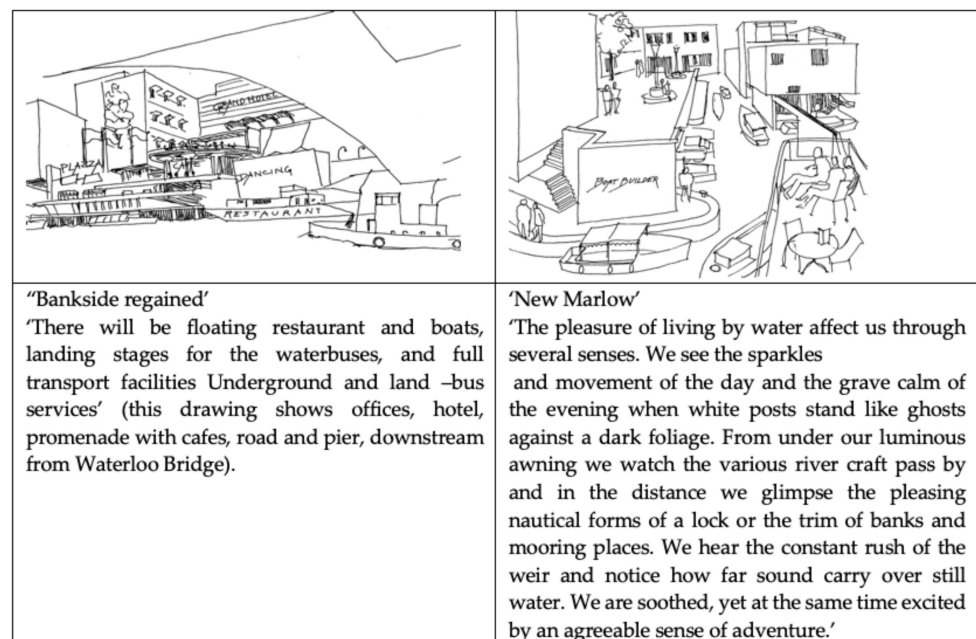 GRAND HOTEL
PLAZZA
CAFE
DANCING
RESTAURANT
BOAT BUILDER
“Bankside regained’
‘There will be floating restaurant and boats,
landing stages for the waterbuses, and full
transport facilities Underground and land –bus
services’ (this drawing shows offices, hotel,
promenade with cafes, road and pier, downstream
from Waterloo Bridge).
‘New Marlow’
‘The pleasure of living by water affect us through
several senses. We see the sparkles
and movement of the day and the grave calm of
the evening when white posts stand like ghosts
against a dark foliage. From under our luminous
awning we watch the various river craft pass by
and in the distance we glimpse the pleasing
nautical forms of a lock or the trim of banks and
mooring places. We hear the constant rush of the
weir and notice how far sound carry over still
water. We are soothed, yet at the same time excited
by an agreeable sense of adventure.’